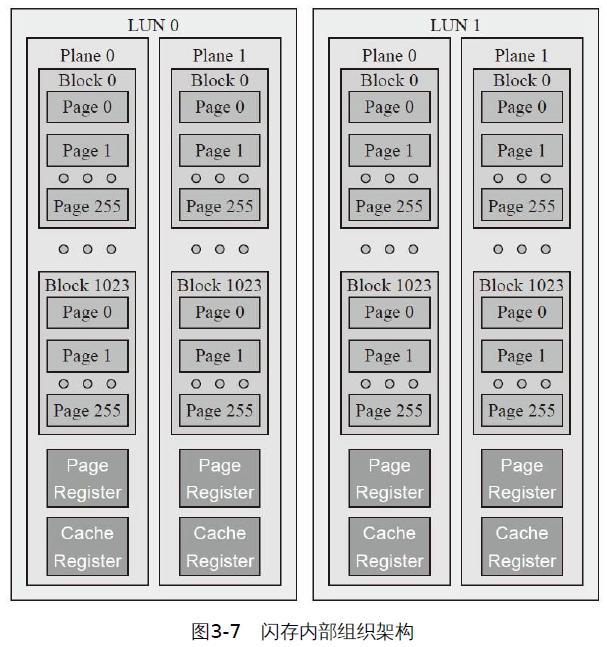 LUN 0
Plane 0
Block 0
Page 0
Page 1
Page 255
Block 1023
Page 0
Page 1
Page 255
Page
Register
Cache
Register
Plane 1
Block 0
Page 0
Page 1
Page 255
Block 1023
Page 0
Page 1
Page 255
Page
Register
Cache
Register
LUN 1
Plane 0
Block 0
Page 0
Page 1
Page 255
Block 1023
Page 0
Page 1
Page 255
Page
Register
Cache
Register
Plane 1
Block 0
Page 0
Page 1
Page 255
Block 1023
Page 0
Page 1
Page 255
Page
Register
Cache
Register
图3-7 闪存内部组织架构